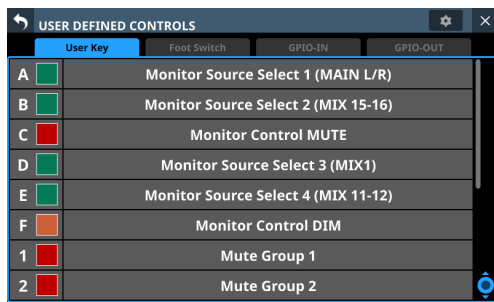 USER DEFINED CONTROLS
User Key Foot Switch GPIO-IN GPIO-OUT
A Monitor Source Select 1 (MAIN L/R)
B Monitor Source Select 2 (MIX 15-16)
C Monitor Control MUTE
D Monitor Source Select 3 (MIX1)
E Monitor Source Select 4 (MIX 11-12)
F Monitor Control DIM
1 Mute Group 1
2 Mute Group 2